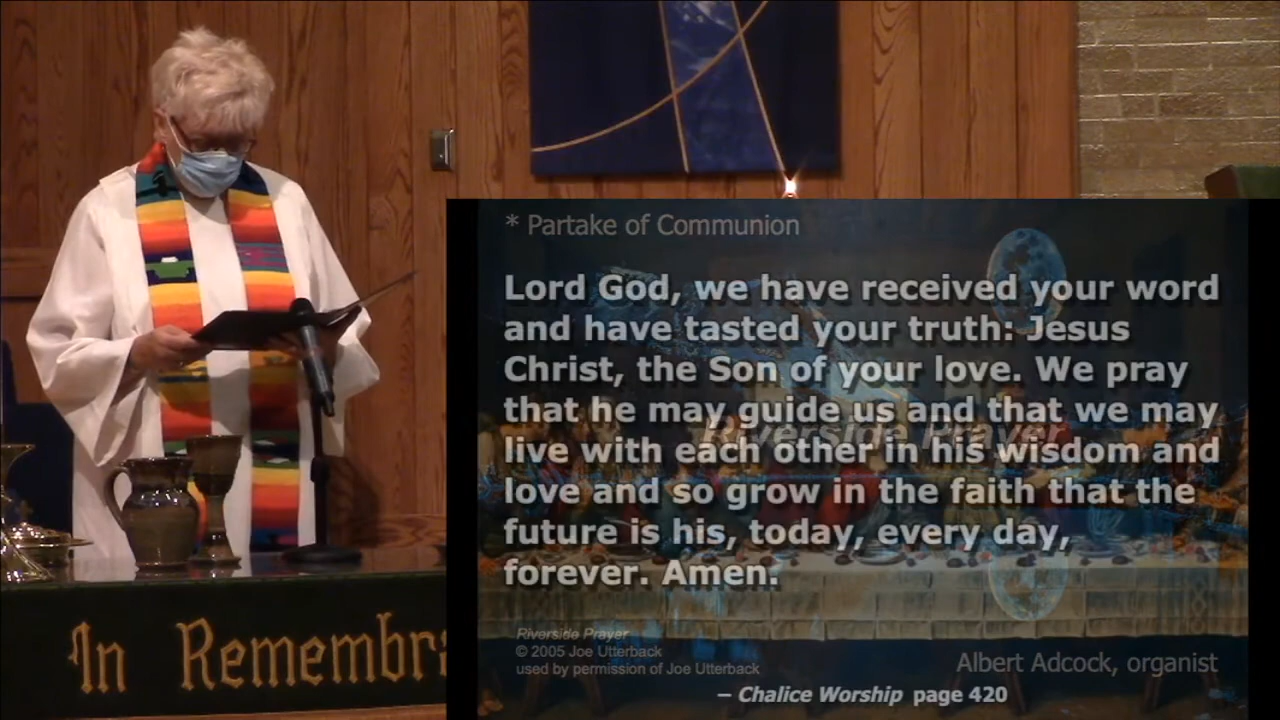 * Partake of Communion
Lord God, we have received your word
and have tasted your truth: Jesus
Christ, the Son of your love. We pray
that he may guide us and that we may
Riverside Prayer
live with each other in his wisdom and
love and so grow in the faith that the
future is his, today, every day,
forever. Amen.
Riverside Prayer
© 2005 Joe Utterback
used by permission of Joe Utterback
Albert Adcock, organist
– Chalice Worship page 420
In Remembra